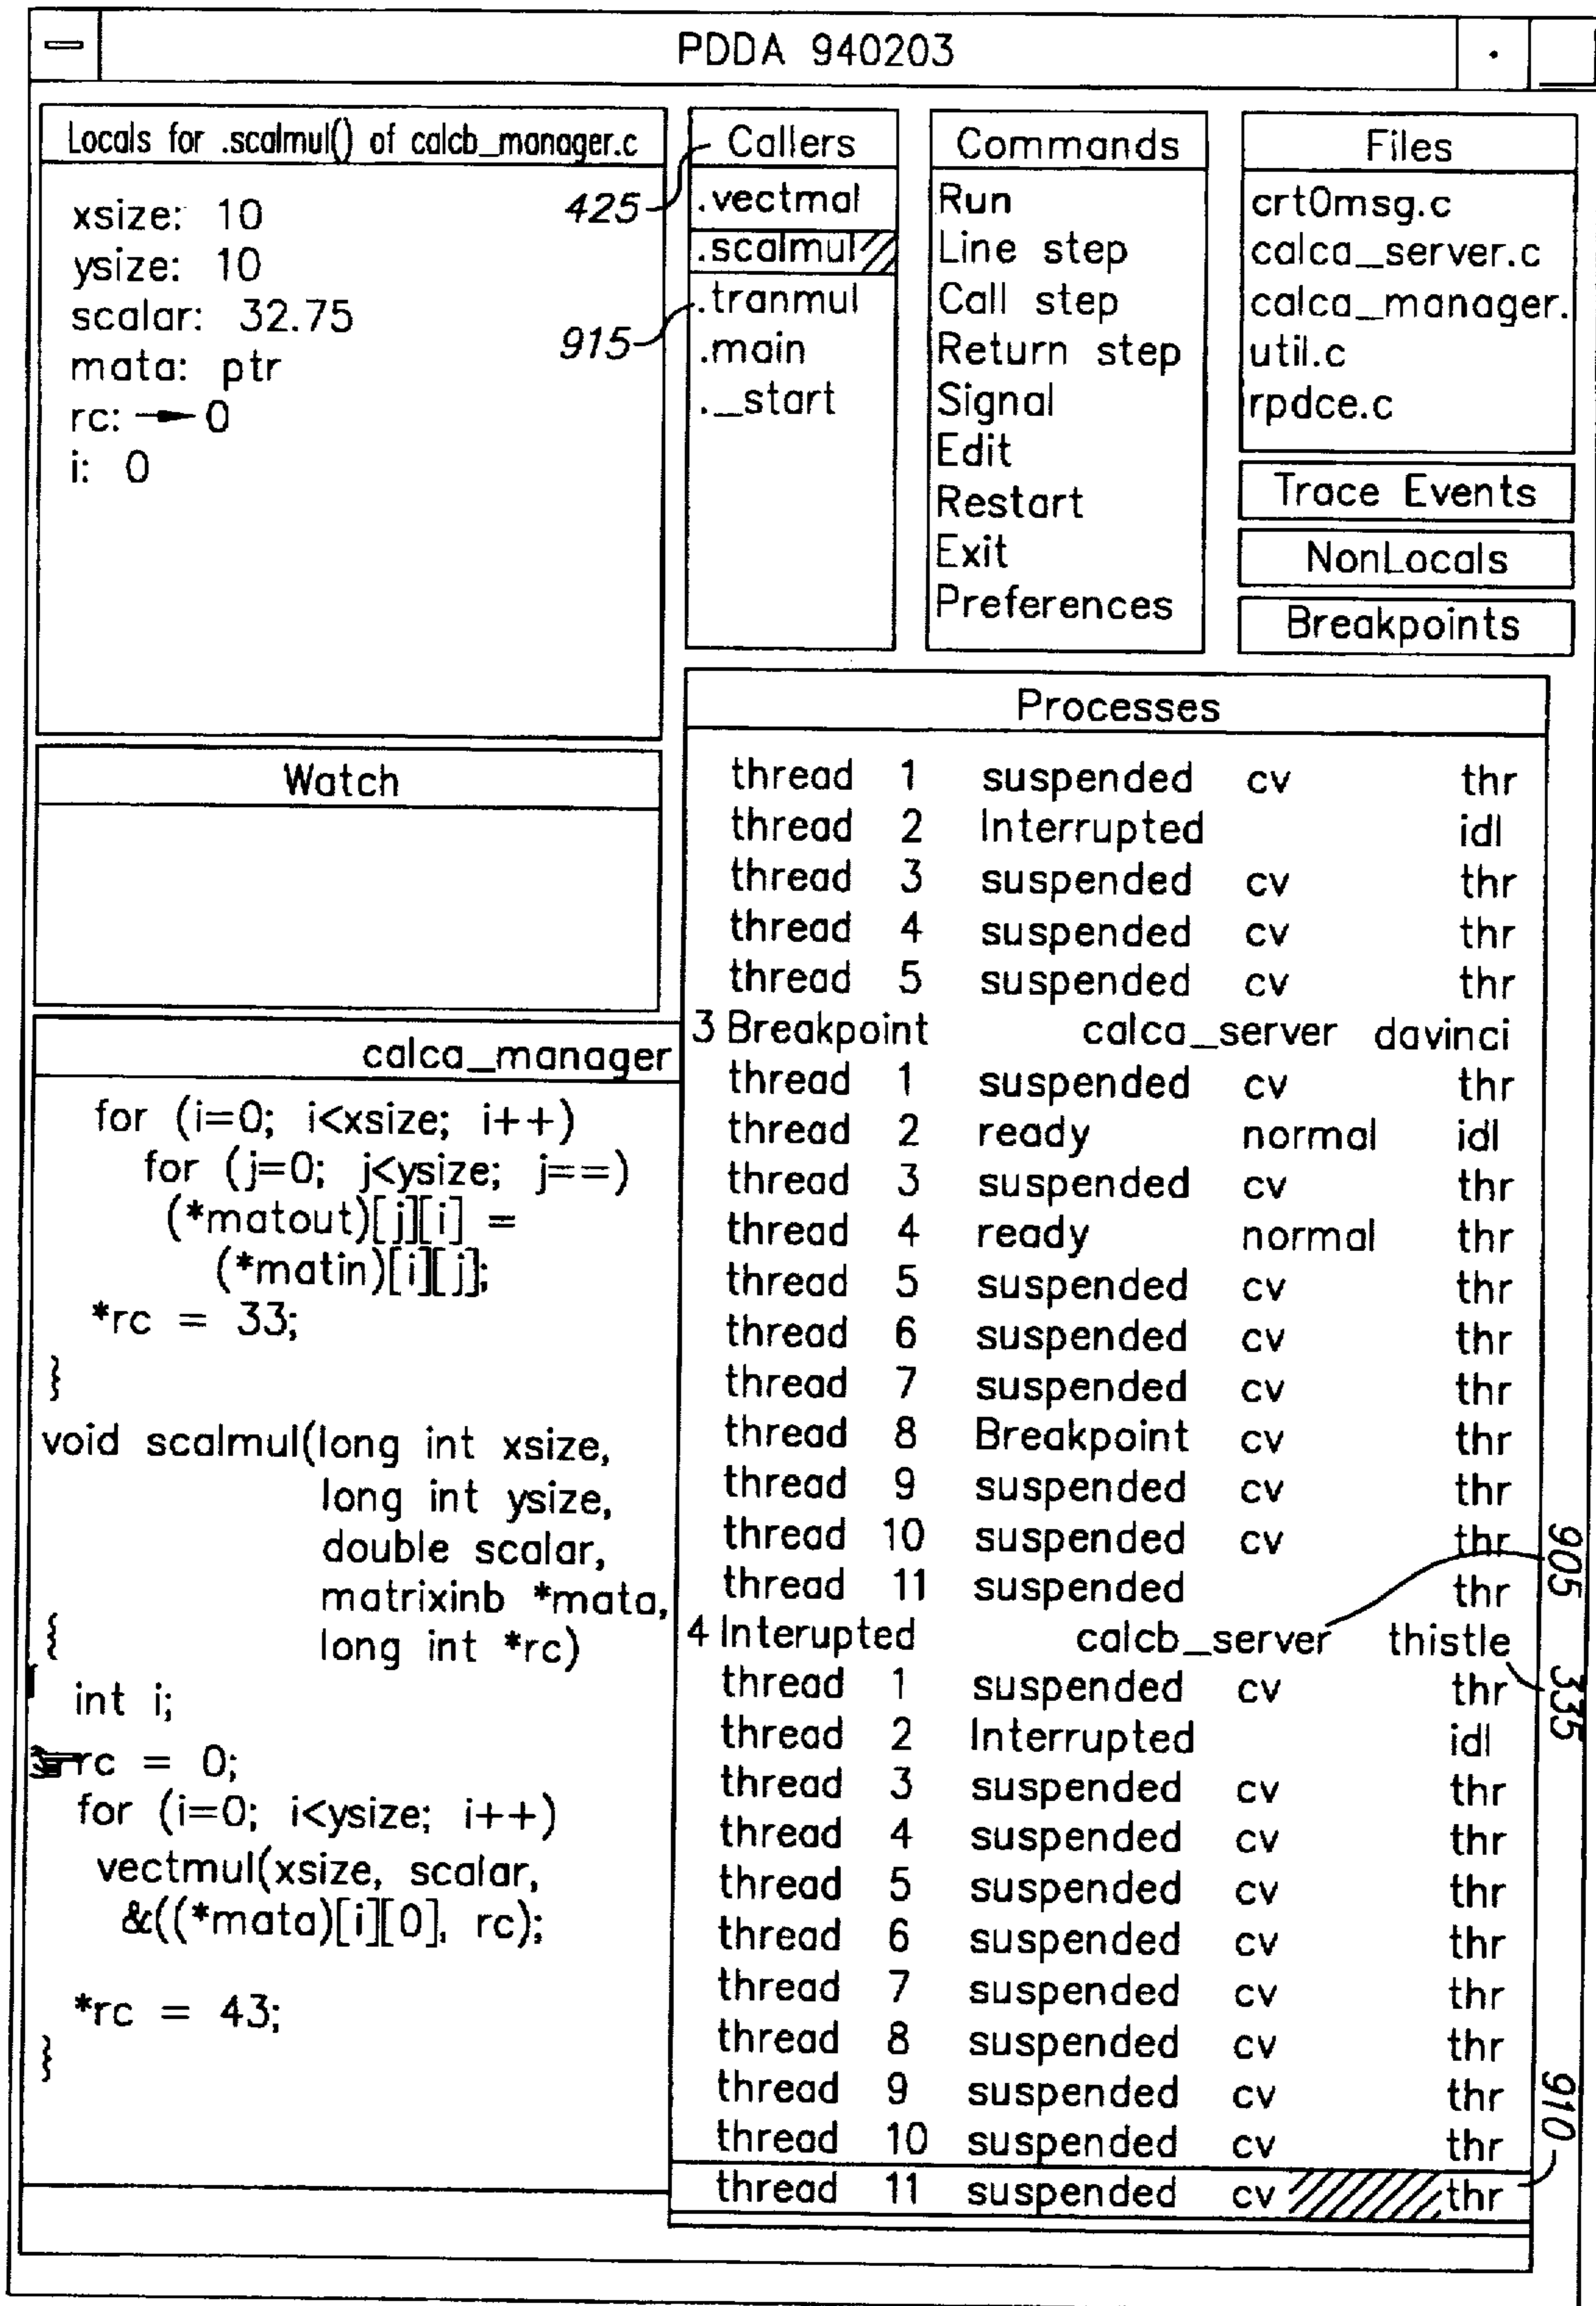 PDDA 940203
Locals for .scalmul() of calcb_manager.c
xsize: 10
ysize: 10
scalar: 32.75
mata: ptr
rc: → 0
i: 0
425
915
Callers
.vectmal
.scalmul
.tranmul
.main
._start
Commands
Run
Line step
Call step
Return step
Signal
Edit
Restart
Exit
Preferences
Files
crt0msg.c
calca_server.c
calca_manager.
util.c
rpdce.c
Trace Events
NonLocals
Breakpoints
Watch
calca_manager
for (i=0; i<xsize; i++)
for (j=0; j<ysize; j==)
(*matout)[j][i] =
(*matin)[i][j];
*rc = 33;
}
void scalmul(long int xsize,
long int ysize,
double scalar,
matrixinb *mata,
{ long int *rc)
int i;
rc = 0;
for (i=0; i<ysize; i++)
vectmul(xsize, scalar,
&((*mata)[i][0], rc);
*rc = 43;
}
Processes
thread 1 suspended cv thr
thread 2 Interrupted idl
thread 3 suspended cv thr
thread 4 suspended cv thr
thread 5 suspended cv thr
3 Breakpoint calca_server davinci
thread 1 suspended cv thr
thread 2 ready normal idl
thread 3 suspended cv thr
thread 4 ready normal thr
thread 5 suspended cv thr
thread 6 suspended cv thr
thread 7 suspended cv thr
thread 8 Breakpoint cv thr
thread 9 suspended cv thr
thread 10 suspended cv thr
thread 11 suspended thr
4 Interupted calcb_server thistle
thread 1 suspended cv thr
thread 2 Interrupted idl
thread 3 suspended cv thr
thread 4 suspended cv thr
thread 5 suspended cv thr
thread 6 suspended cv thr
thread 7 suspended cv thr
thread 8 suspended cv thr
thread 9 suspended cv thr
thread 10 suspended cv thr
thread 11 suspended cv thr
905
335
910